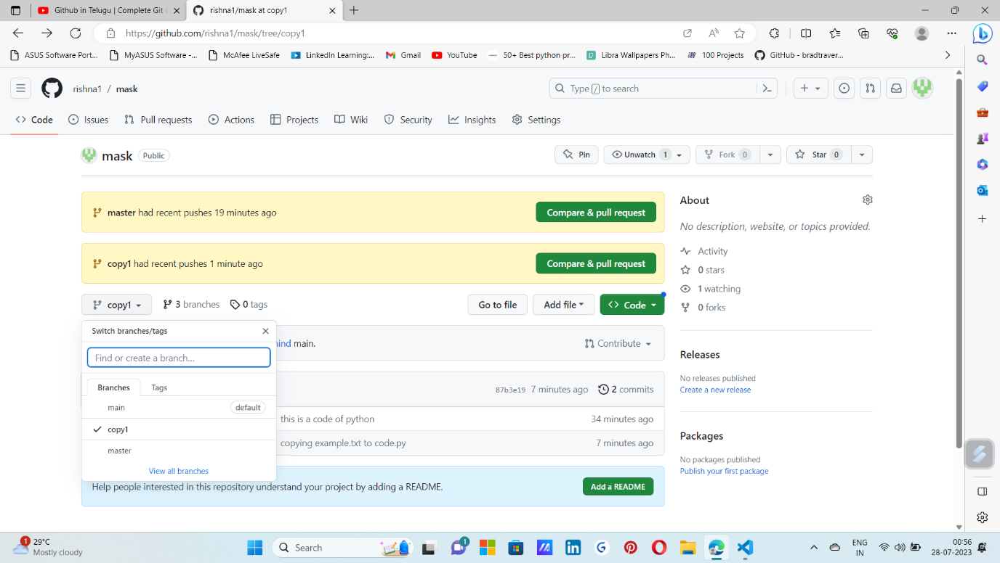 Github in Telugu | Complete Git &
rishna1/mask at copy1
https://github.com/rishna1/mask/tree/copy1
ASUS Software Port...
MyASUS Software -...
McAfee LiveSafe
LinkedIn Learning:...
Gmail
YouTube
50+ Best python pr...
Libra Wallpapers Ph...
100 Projects
GitHub - bradtraver...
rishna1 / mask
Type / to search
Code
Issues
Pull requests
Actions
Projects
Wiki
Security
Insights
Settings
mask Public
Pin
Unwatch 1
Fork 0
Star 0
master had recent pushes 19 minutes ago
Compare & pull request
copy1 had recent pushes 1 minute ago
Compare & pull request
copy1
3 branches
0 tags
Go to file
Add file
Code
Switch branches/tags
Find or create a branch...
Branches
Tags
main default
copy1
master
View all branches
main.
Contribute
87b3e19 7 minutes ago 2 commits
this is a code of python 34 minutes ago
copying example.txt to code.py 7 minutes ago
Help people interested in this repository understand your project by adding a README.
Add a README
About
No description, website, or topics provided.
Activity
0 stars
1 watching
0 forks
Releases
No releases published
Create a new release
Packages
No packages published
Publish your first package
1
29°C
Mostly cloudy
Search
1
ENG
IN
00:56
28-07-2023